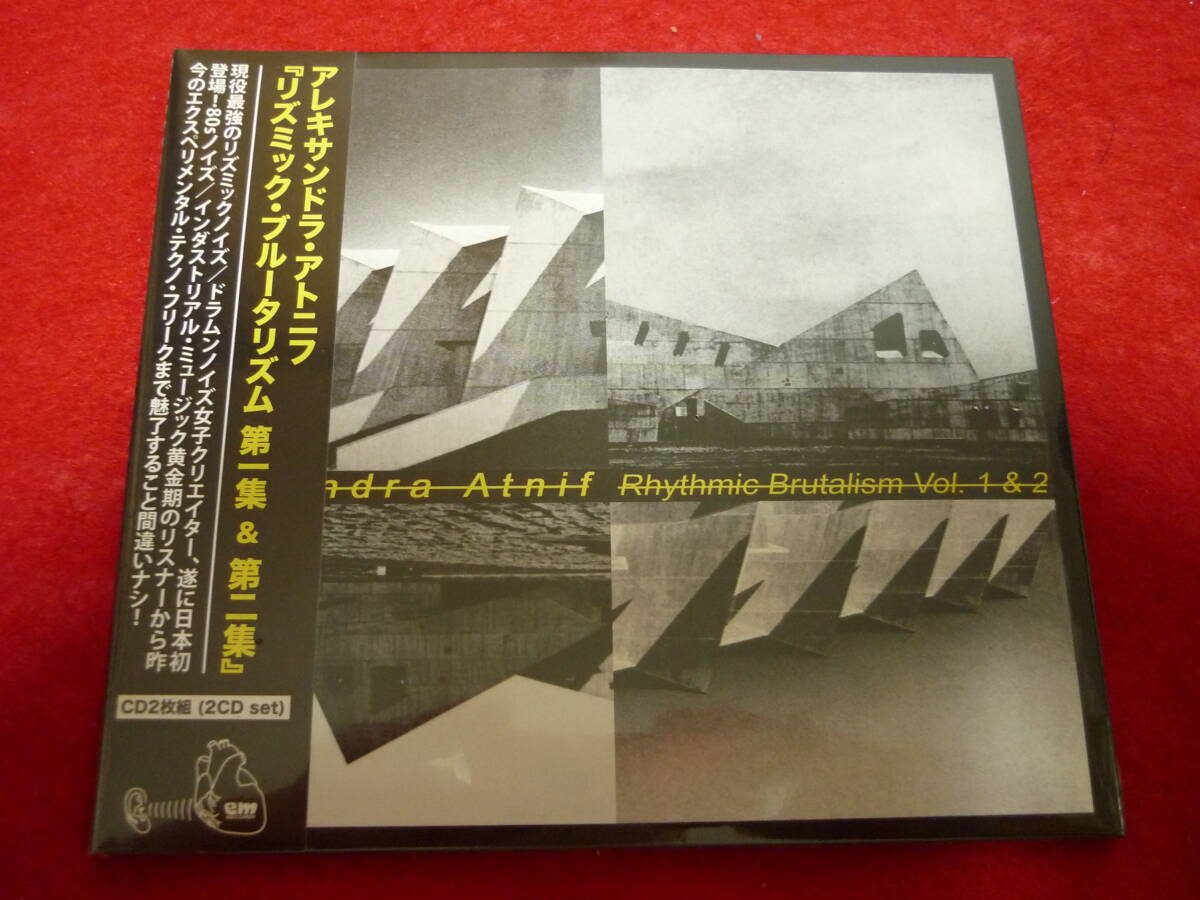 アレキサンドラ・アトニフ
『リズミック・ブルータリズム 第一集 & 第二集』
現役最強のリズミックノイズ/ドラムンノイズ女子クリエイター、遂に日本初
登場!80sノイズ/インダストリアル・ミュージック黄金期のリスナーから昨
今のエクスペリメンタル・テクノ・フリークまで魅了すること間違いナシ!
CD2枚組 (2CD set)
em
ndra Atnif Rhythmic Brutalism Vol. 1 & 2